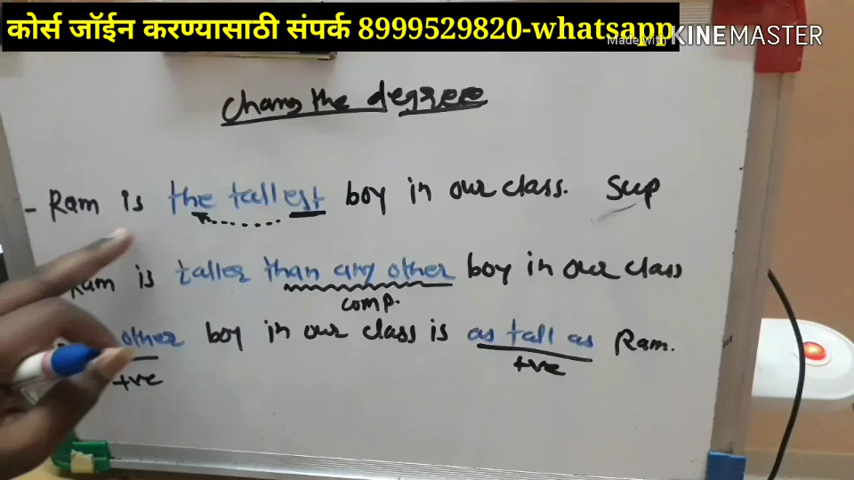 कोर्स जॉईन करण्यासाठी संपर्क 8999529820-whatsapp
Made with KINEMASTER
Chang the degree
- Ram is the tallest boy in our class. Sup
Ram is taller than any other boy in our class
comp.
other boy in our class is as tall as Ram.
+ve +ve